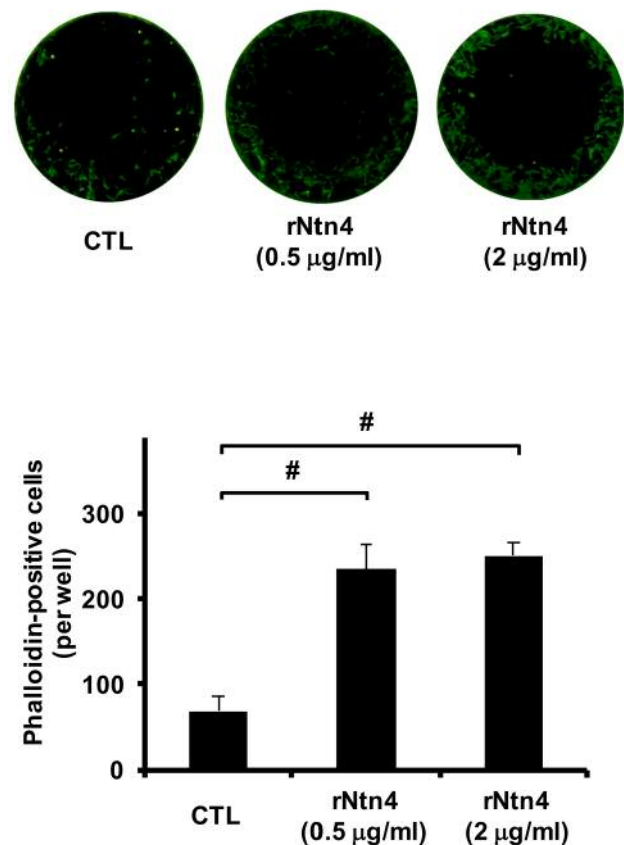 CTL
rNtn4
(0.5 μg/ml)
rNtn4
(2 μg/ml)
#
#
Phalloidin-positive cells
(per well)
300
200
100
0
CTL
rNtn4
(0.5 μg/ml)
rNtn4
(2 μg/ml)